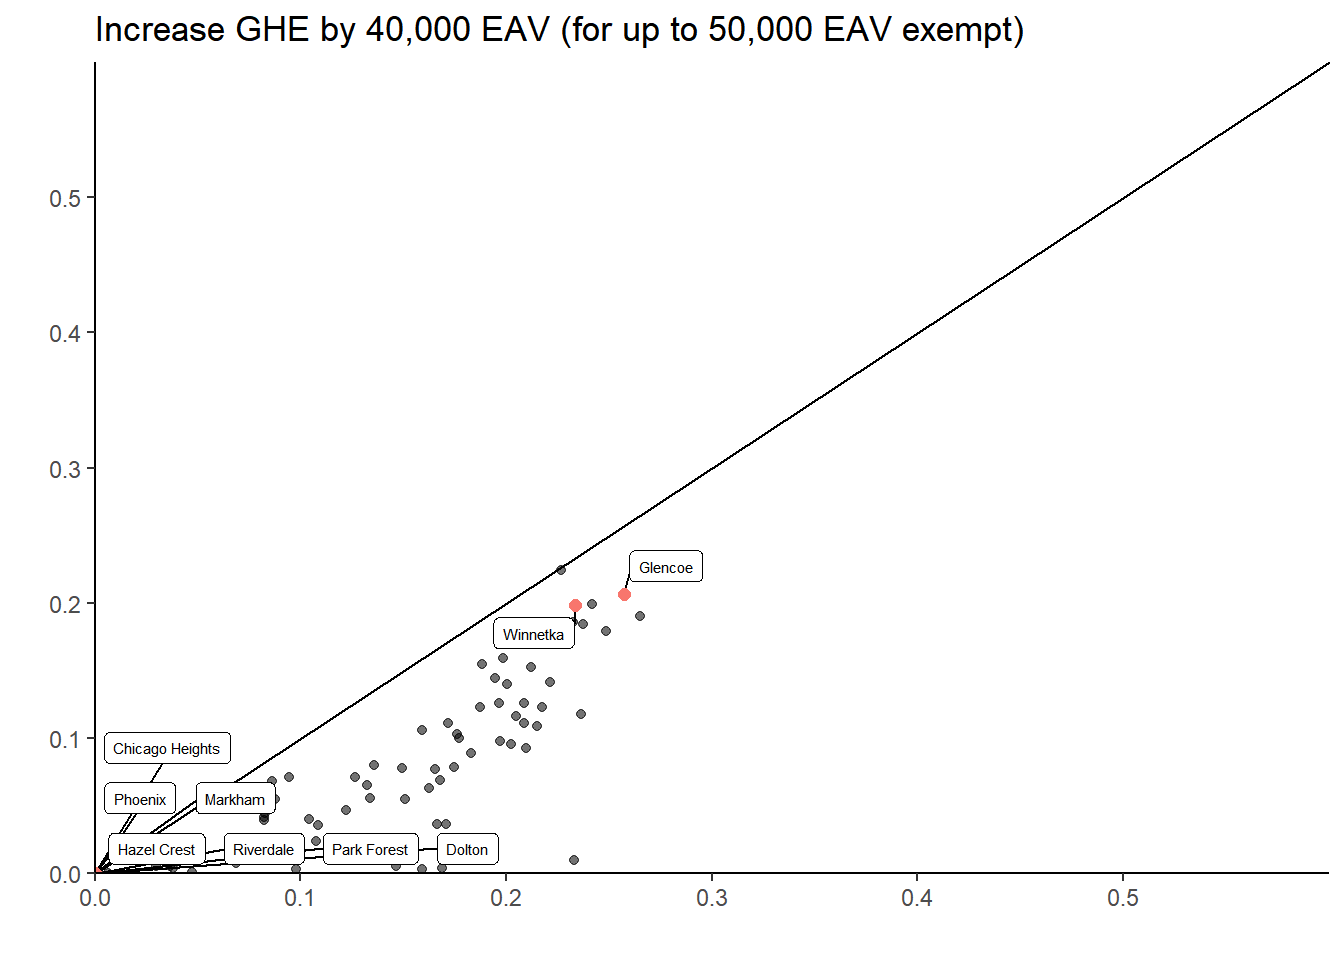 Increase GHE by 40,000 EAV (for up to 50,000 EAV exempt)
0.5
0.4
0.3
Glencoe
0.2
Winnetka
0.1
Chicago Heights
Phoenix
Markham
Hazel Crest
Riverdale
Park Forest
Dolton
0.0
0.0
0.1
0.2
0.3
0.4
0.5